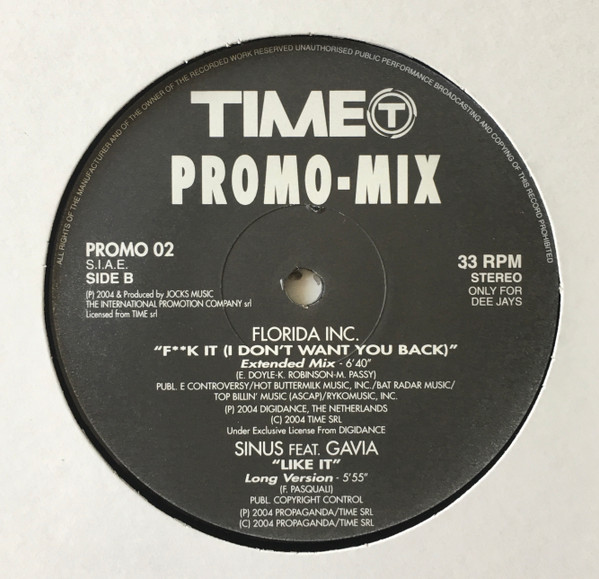 ALL RIGHTS OF THE MANUFACTURER AND OF THE OWNER OF THE RECORDED WORK RESERVED UNAUTHORISED PUBLIC PERFORMANCE BROADCASTING AND COPYING OF THIS RECORD PROHIBITED
TIME T
PROMO-MIX
PROMO 02
S.I.A.E.
SIDE B
(P) 2004 & Produced by JOCKS MUSIC
THE INTERNATIONAL PROMOTION COMPANY srl
Licensed from TIME srl
33 RPM
STEREO
ONLY FOR
DEE JAYS
FLORIDA INC.
"F**K IT (I DON'T WANT YOU BACK)"
Extended Mix - 6'40"
(E. DOYLE-K. ROBINSON-M. PASSY)
PUBL. E CONTROVERSY/HOT BUTTERMILK MUSIC, INC./BAT RADAR MUSIC/
TOP BILLIN' MUSIC (ASCAP)/RYKOMUSIC, INC.
(P) 2004 DIGIDANCE, THE NETHERLANDS
(C) 2004 TIME SRL
Under Exclusive License From DIGIDANCE
SINUS FEAT. GAVIA
"LIKE IT"
Long Version - 5'55"
(F. PASQUALI)
PUBL. COPYRIGHT CONTROL
(P) 2004 PROPAGANDA/TIME SRL
(C) 2004 PROPAGANDA/TIME SRL